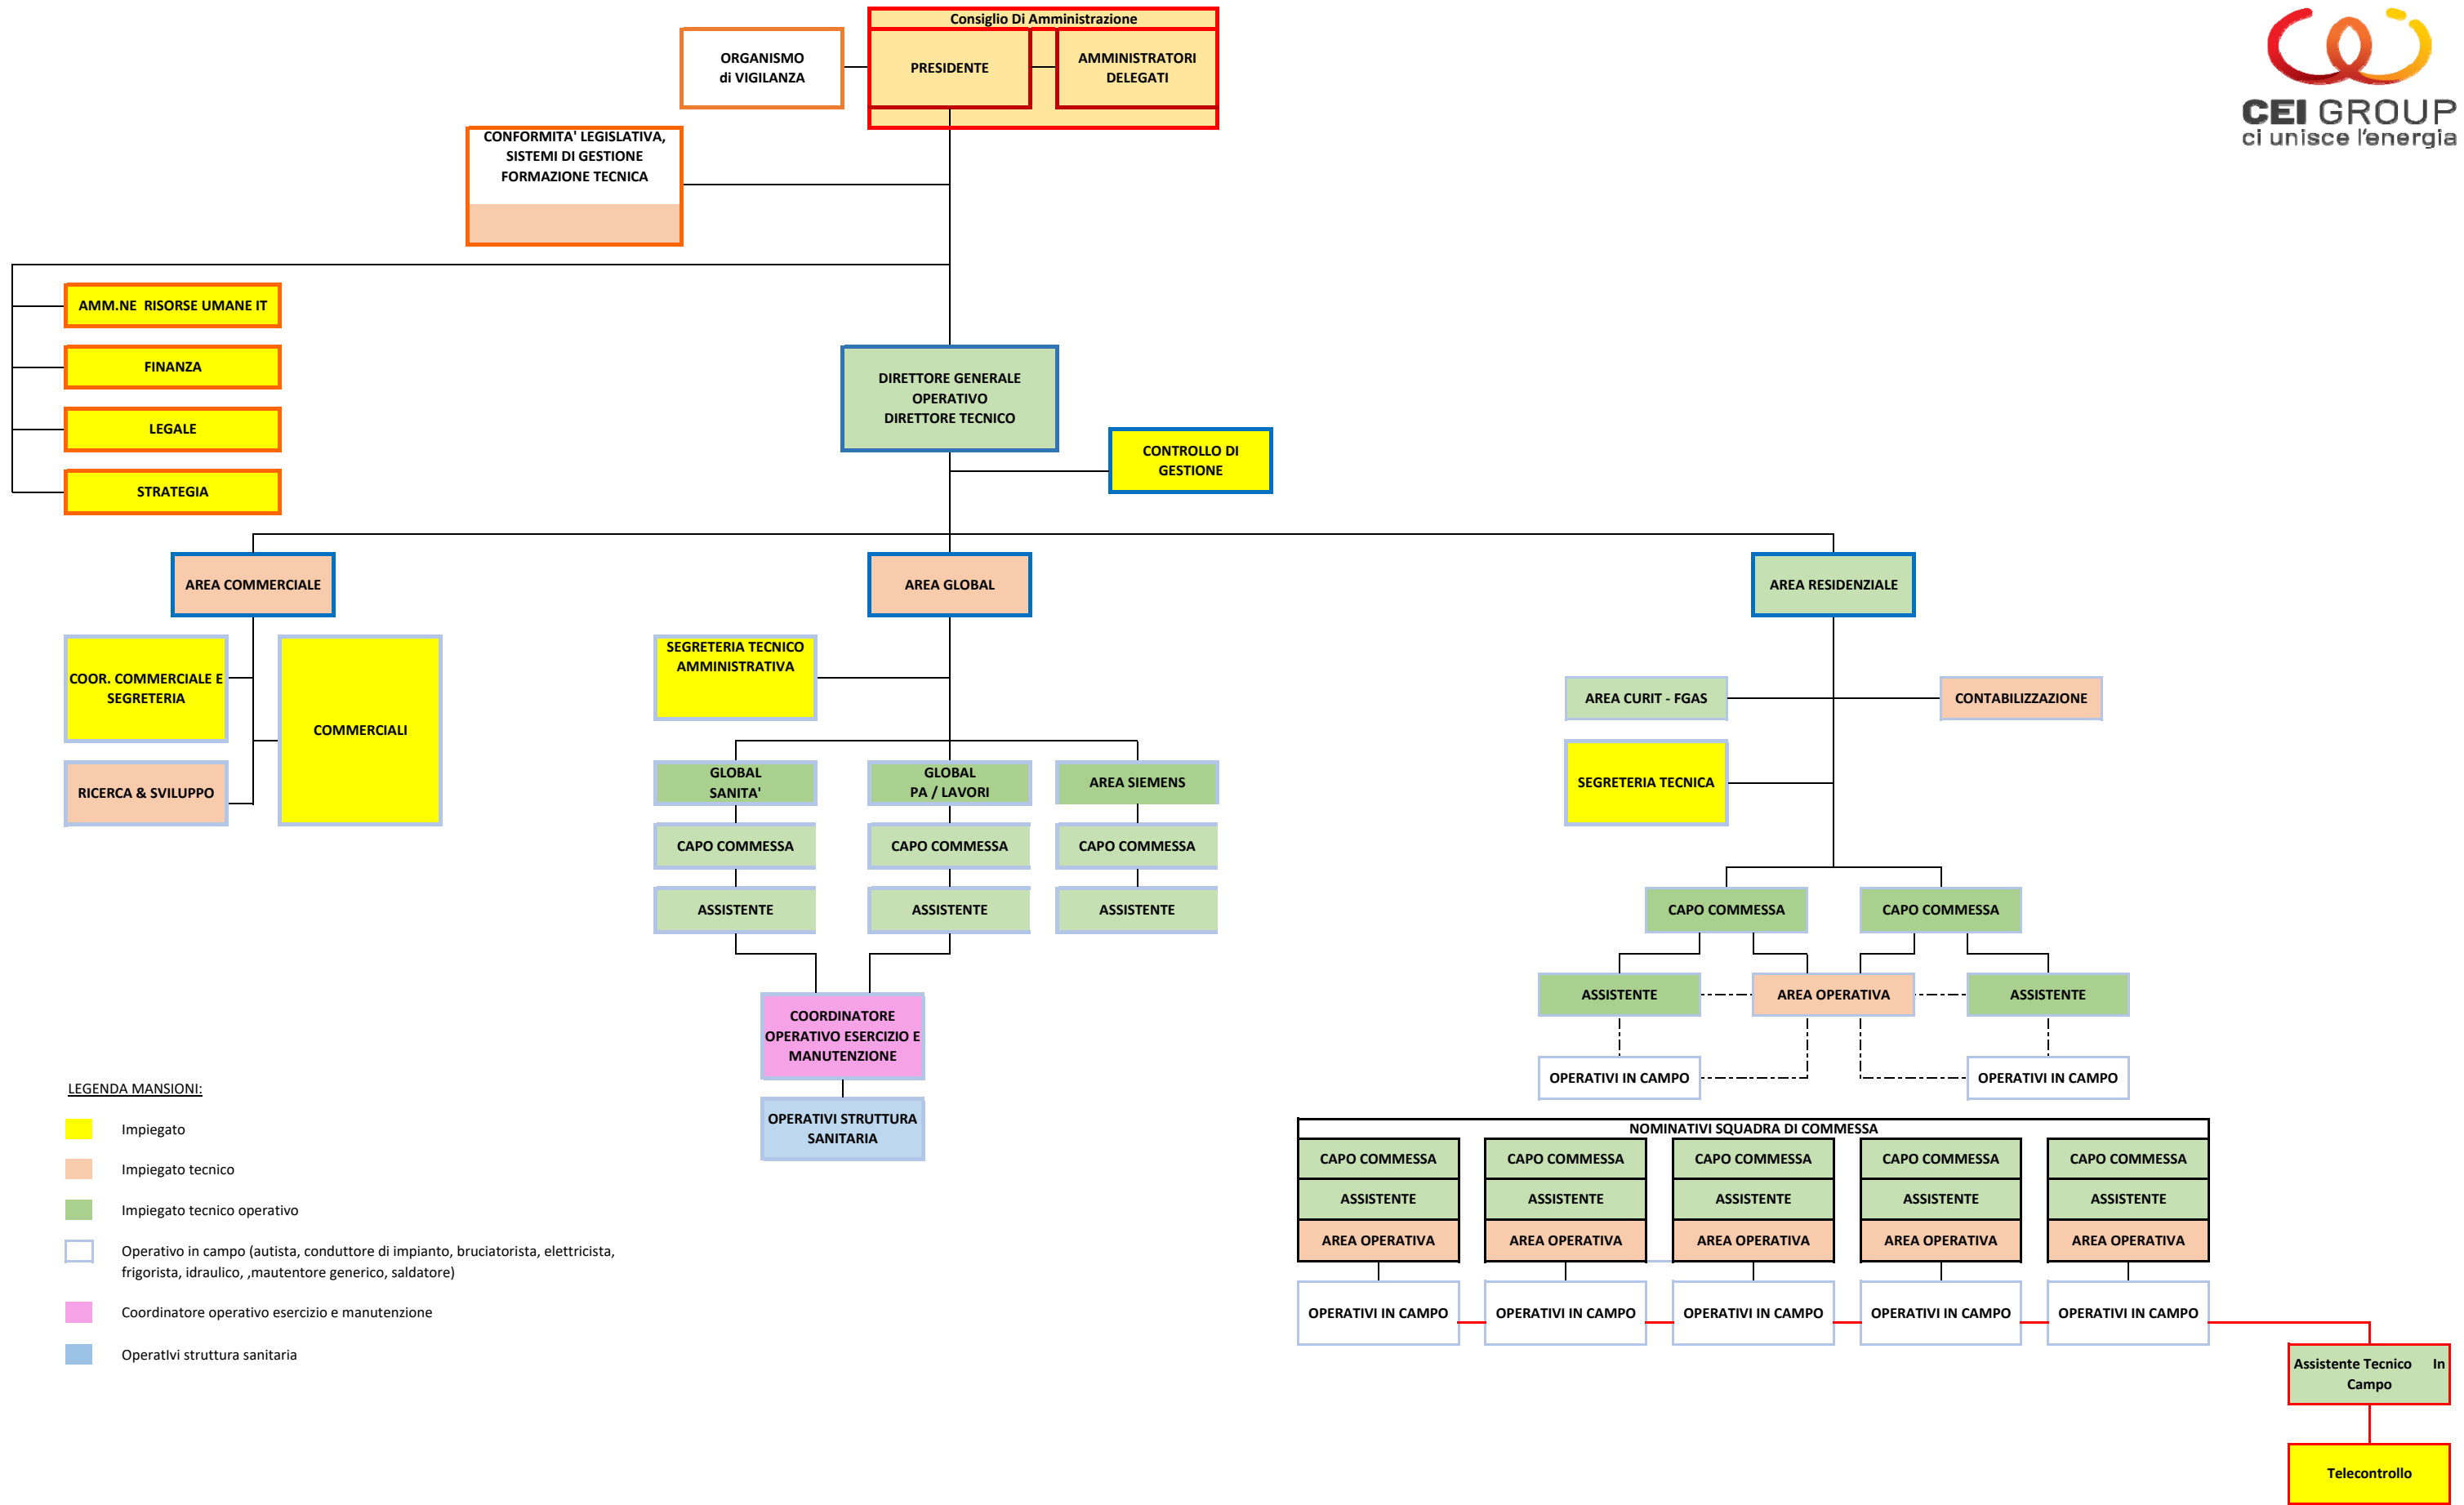 Consiglio Di Amministrazione
ORGANISMO
di VIGILANZA
PRESIDENTE
AMMINISTRATORI
DELEGATI
CEI GROUP
ci unisce l'energia
CONFORMITA' LEGISLATIVA,
SISTEMI DI GESTIONE
FORMAZIONE TECNICA
AMM.NE RISORSE UMANE IT
FINANZA
LEGALE
STRATEGIA
DIRETTORE GENERALE
OPERATIVO
DIRETTORE TECNICO
CONTROLLO DI
GESTIONE
AREA COMMERCIALE
AREA GLOBAL
AREA RESIDENZIALE
COOR. COMMERCIALE E
SEGRETERIA
COMMERCIALI
RICERCA & SVILUPPO
SEGRETERIA TECNICO
AMMINISTRATIVA
GLOBAL
SANITA'
GLOBAL
PA / LAVORI
AREA SIEMENS
CAPO COMMESSA
CAPO COMMESSA
CAPO COMMESSA
ASSISTENTE
ASSISTENTE
ASSISTENTE
COORDINATORE
OPERATIVO ESERCIZIO E
MANUTENZIONE
OPERATIVI STRUTTURA
SANITARIA
AREA CURIT - FGAS
CONTABILIZZAZIONE
SEGRETERIA TECNICA
CAPO COMMESSA
CAPO COMMESSA
ASSISTENTE
AREA OPERATIVA
ASSISTENTE
OPERATIVI IN CAMPO
OPERATIVI IN CAMPO
NOMINATIVI SQUADRA DI COMMESSA
CAPO COMMESSA
CAPO COMMESSA
CAPO COMMESSA
CAPO COMMESSA
CAPO COMMESSA
ASSISTENTE
ASSISTENTE
ASSISTENTE
ASSISTENTE
ASSISTENTE
AREA OPERATIVA
AREA OPERATIVA
AREA OPERATIVA
AREA OPERATIVA
AREA OPERATIVA
OPERATIVI IN CAMPO
OPERATIVI IN CAMPO
OPERATIVI IN CAMPO
OPERATIVI IN CAMPO
OPERATIVI IN CAMPO
Assistente Tecnico In
Campo
Telecontrollo
LEGENDA MANSIONI:
Impiegato
Impiegato tecnico
Impiegato tecnico operativo
Operativo in campo (autista, conduttore di impianto, bruciatorista, elettricista,
frigorista, idraulico, ,mautentore generico, saldatore)
Coordinatore operativo esercizio e manutenzione
OperatIvi struttura sanitaria